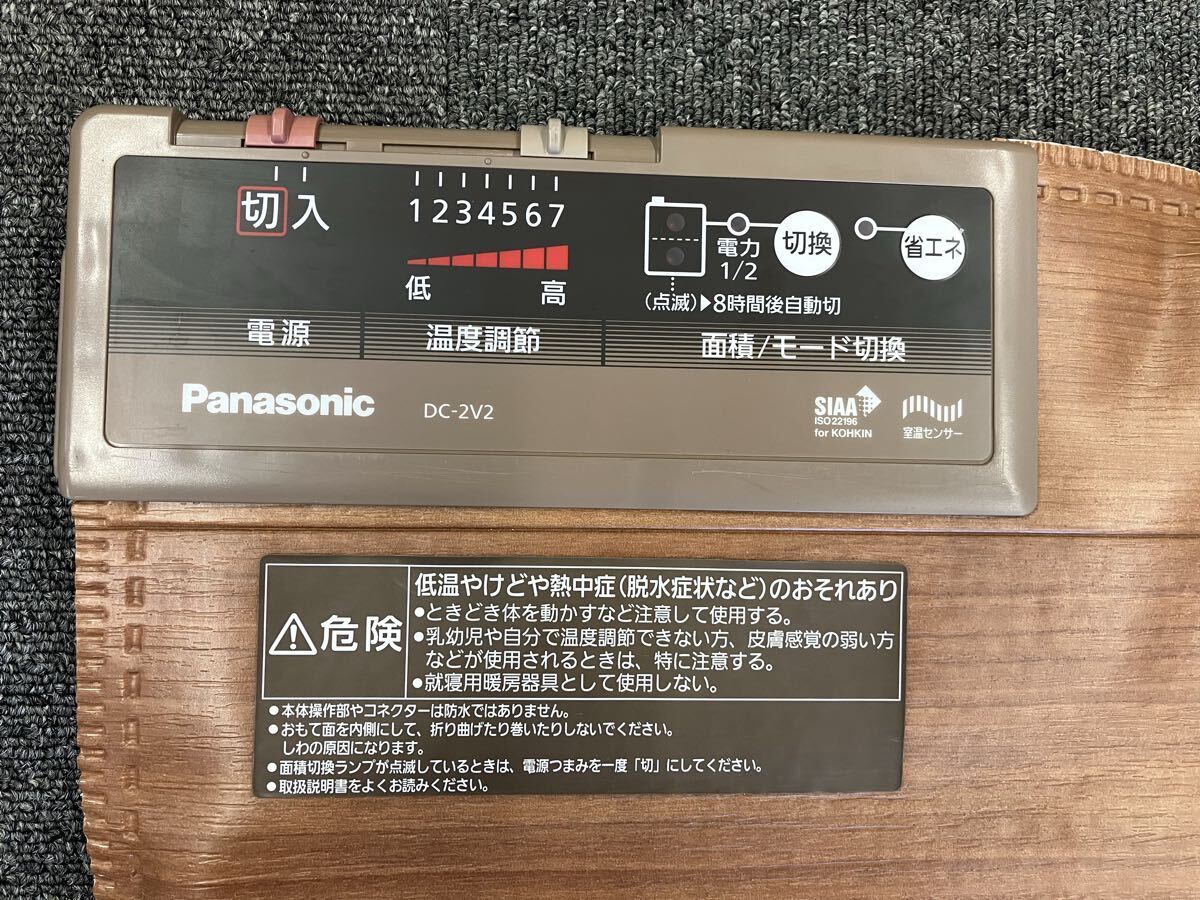 切 入
1 2 3 4 5 6 7
低 高
電力
1/2
切換
省エネ
(点滅)▶8時間後自動切
電源 温度調節 面積/モード切換
Panasonic DC-2V2
SIAA
ISO22196
for KOHKIN
室温センサー
危険
低温やけどや熱中症(脱水症状など)のおそれあり
●ときどき体を動かすなど注意して使用する。
●乳幼児や自分で温度調節できない方、皮膚感覚の弱い方
などが使用されるときは、特に注意する。
●就寝用暖房器具として使用しない。
●本体操作部やコネクターは防水ではありません。
●おもて面を内側にして、折り曲げたり巻いたりしないでください。
しわの原因になります。
●面積切換ランプが点滅しているときは、電源つまみを一度「切」にしてください。
●取扱説明書をよくお読みください。